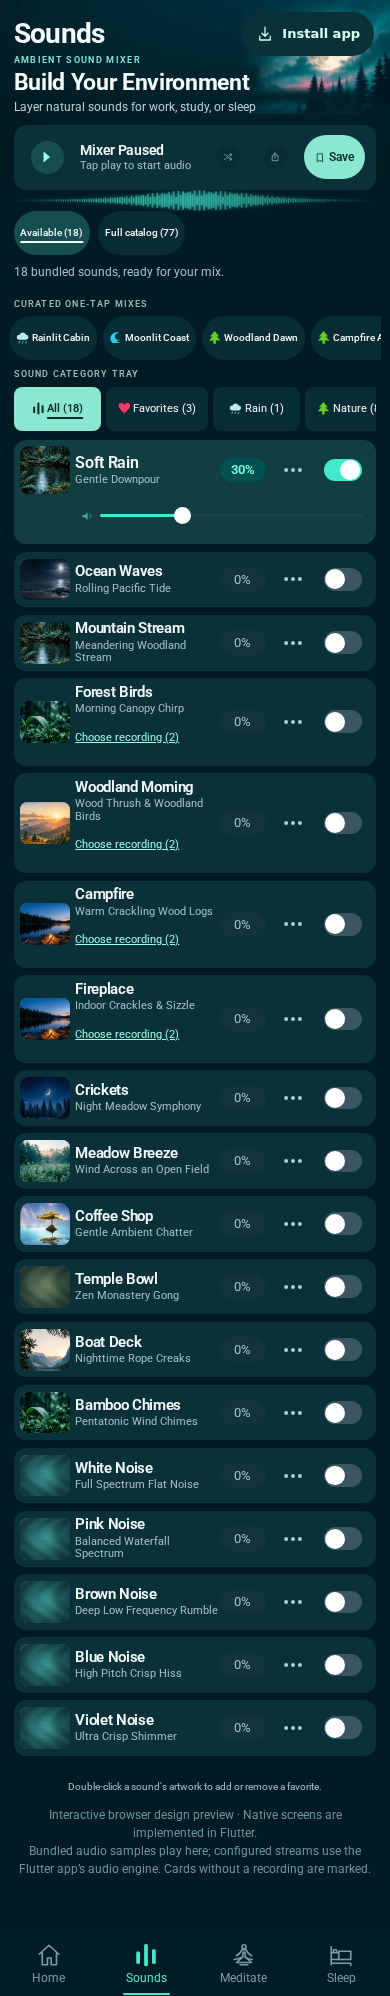 Sounds
Install app
AMBIENT SOUND MIXER
Build Your Environment
Layer natural sounds for work, study, or sleep
Mixer Paused
Tap play to start audio
Save
Available (18)
Full catalog (77)
18 bundled sounds, ready for your mix.
CURATED ONE-TAP MIXES
Rainlit Cabin
Moonlit Coast
Woodland Dawn
Campfire A
SOUND CATEGORY TRAY
All (18)
Favorites (3)
Rain (1)
Nature (8
Soft Rain
Gentle Downpour
30%
Ocean Waves
Rolling Pacific Tide
0%
Mountain Stream
Meandering Woodland
Stream
0%
Forest Birds
Morning Canopy Chirp
Choose recording (2)
0%
Woodland Morning
Wood Thrush & Woodland
Birds
Choose recording (2)
0%
Campfire
Warm Crackling Wood Logs
Choose recording (2)
0%
Fireplace
Indoor Crackles & Sizzle
Choose recording (2)
0%
Crickets
Night Meadow Symphony
0%
Meadow Breeze
Wind Across an Open Field
0%
Coffee Shop
Gentle Ambient Chatter
0%
Temple Bowl
Zen Monastery Gong
0%
Boat Deck
Nighttime Rope Creaks
0%
Bamboo Chimes
Pentatonic Wind Chimes
0%
White Noise
Full Spectrum Flat Noise
0%
Pink Noise
Balanced Waterfall
Spectrum
0%
Brown Noise
Deep Low Frequency Rumble
0%
Blue Noise
High Pitch Crisp Hiss
0%
Violet Noise
Ultra Crisp Shimmer
0%
Double-click a sound's artwork to add or remove a favorite.
Interactive browser design preview · Native screens are
implemented in Flutter.
Bundled audio samples play here; configured streams use the
Flutter app's audio engine. Cards without a recording are marked.
Home
Sounds
Meditate
Sleep